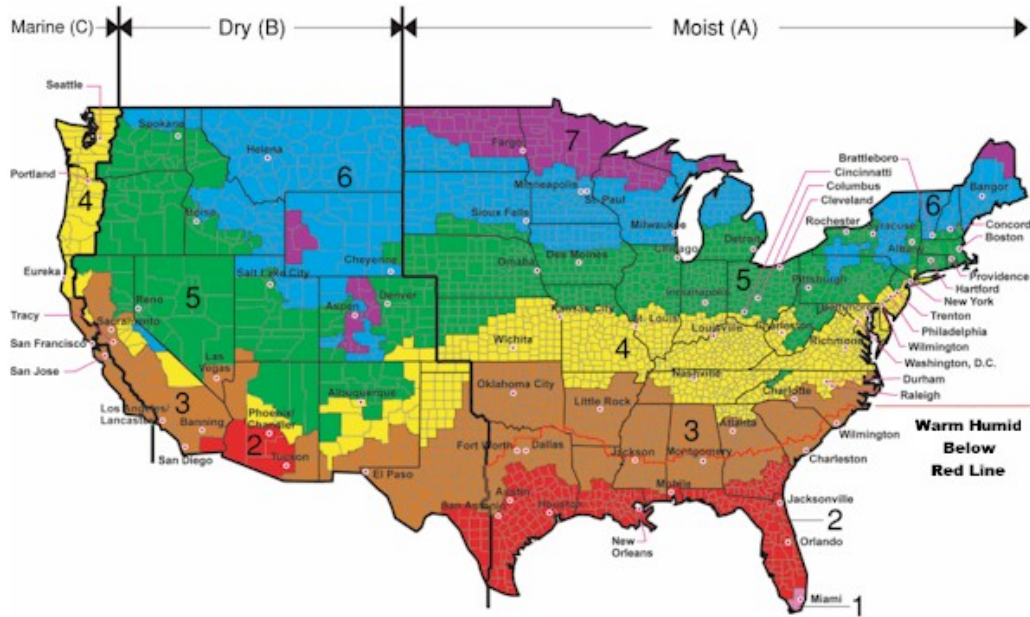 Marine (C)
Dry (B)
Moist (A)
Seattle
Spokane
Helena
Fargo
7
Brattleboro
Cincinnatti
Columbus
Cleveland
Portland
4
6
Minneapolis
St. Paul
Bangor
Boise
Sioux Falls
Milwaukee
Rochester
Syracuse
6
Concord
Detroit
Albany
Boston
Eureka
Salt Lake City
Cheyenne
Omaha
Des Moines
Chicago
5
Pittsburgh
Providence
Hartford
Reno
5
Aspen
Denver
Indianapolis
New York
Tracy
Sacramento
Kansas City
St. Louis
Louisville
Charleston
Trenton
Philadelphia
San Francisco
Wichita
4
Richmond
Wilmington
San Jose
Las
Vegas
Nashville
Washington, D.C.
Albuquerque
Oklahoma City
Durham
3
Charlotte
Raleigh
Los Angeles/
Lancaster
Phoenix/
Chandler
Little Rock
Banning
2
3
Atlanta
Warm Humid
Below
Red Line
Wilmington
San Diego
Tucson
El Paso
Fort Worth
Dallas
Jackson
Montgomery
Charleston
Mobile
Austin
San Antonio
Houston
Jacksonville
2
New
Orleans
Orlando
Miami
1